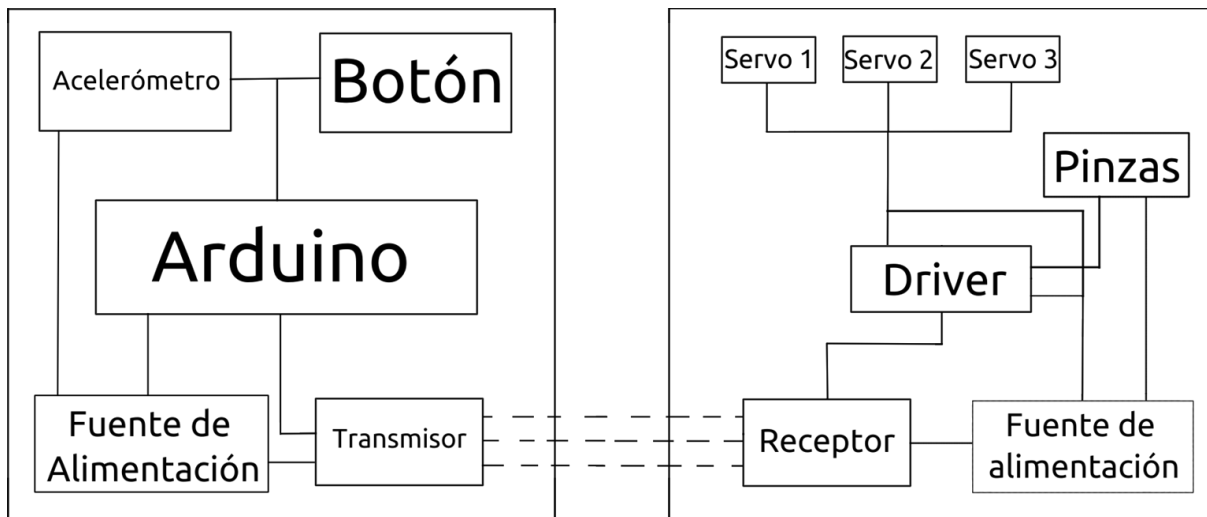 Acelerómetro
Botón
Arduino
Fuente de
Alimentación
Transmisor
Servo 1
Servo 2
Servo 3
Pinzas
Driver
Receptor
Fuente de
alimentación